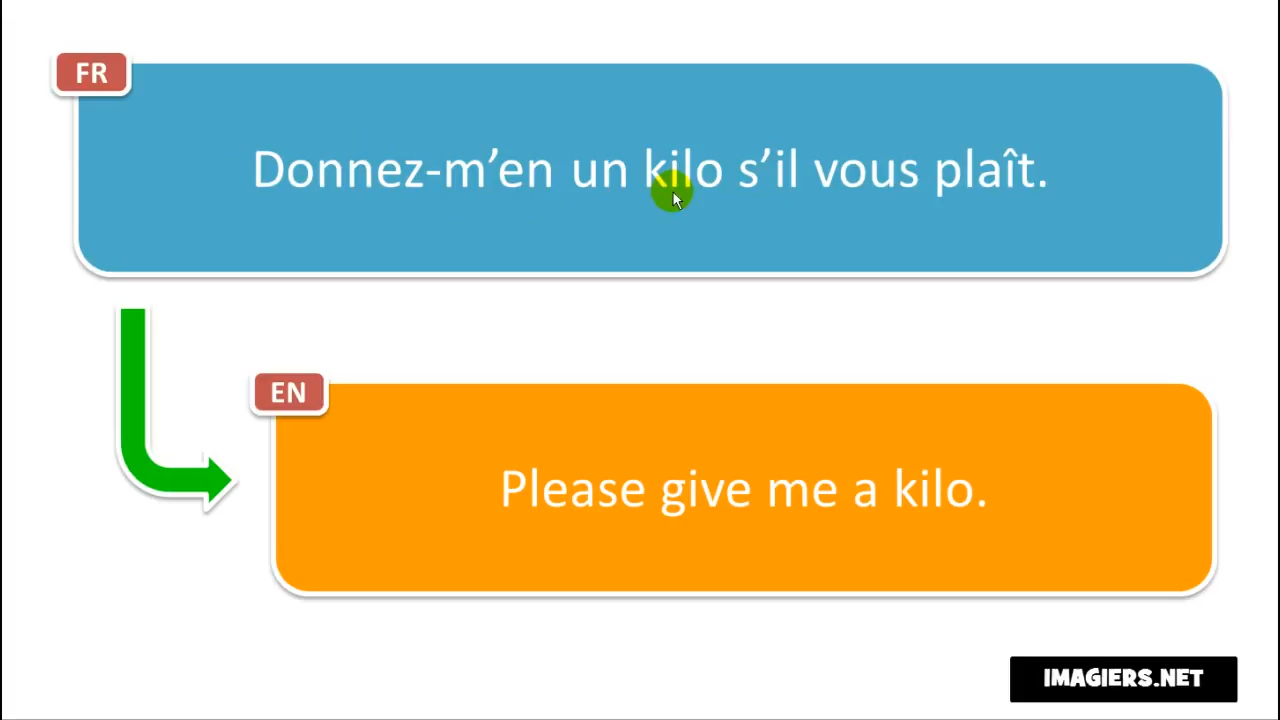 FR
Donnez-m’en un kilo s’il vous plaît.
EN
Please give me a kilo.
IMAGIERS.NET